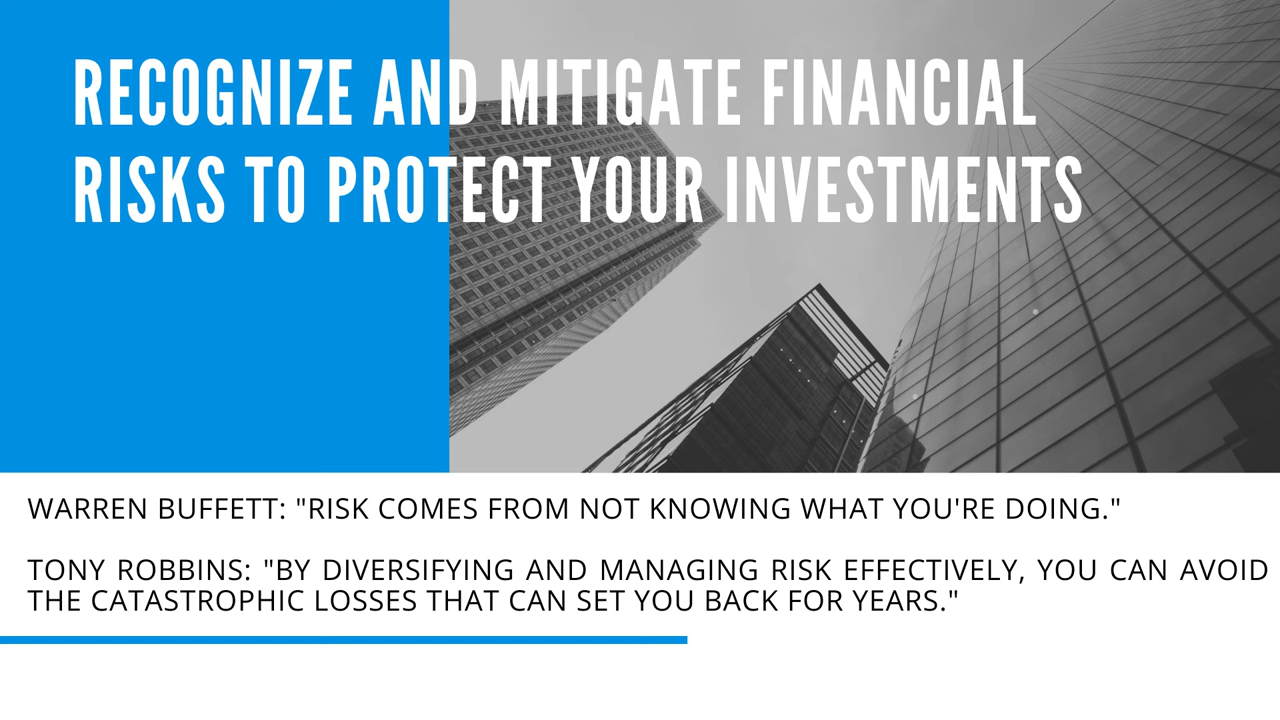 RECOGNIZE AND MITIGATE FINANCIAL
RISKS TO PROTECT YOUR INVESTMENTS
WARREN BUFFETT: "RISK COMES FROM NOT KNOWING WHAT YOU'RE DOING."
TONY ROBBINS: "BY DIVERSIFYING AND MANAGING RISK EFFECTIVELY, YOU CAN AVOID
THE CATASTROPHIC LOSSES THAT CAN SET YOU BACK FOR YEARS."